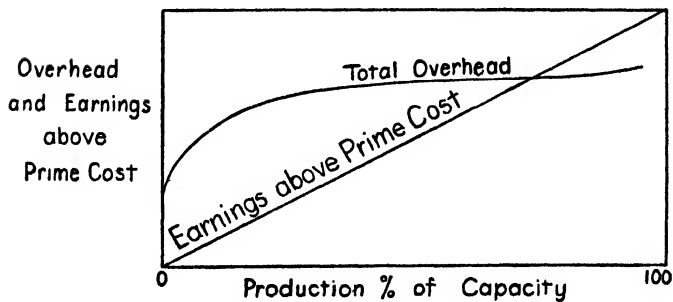 Overhead
and Earnings
above
Prime Cost
Total Overhead
Earnings above Prime Cost
0
100
Production % of Capacity